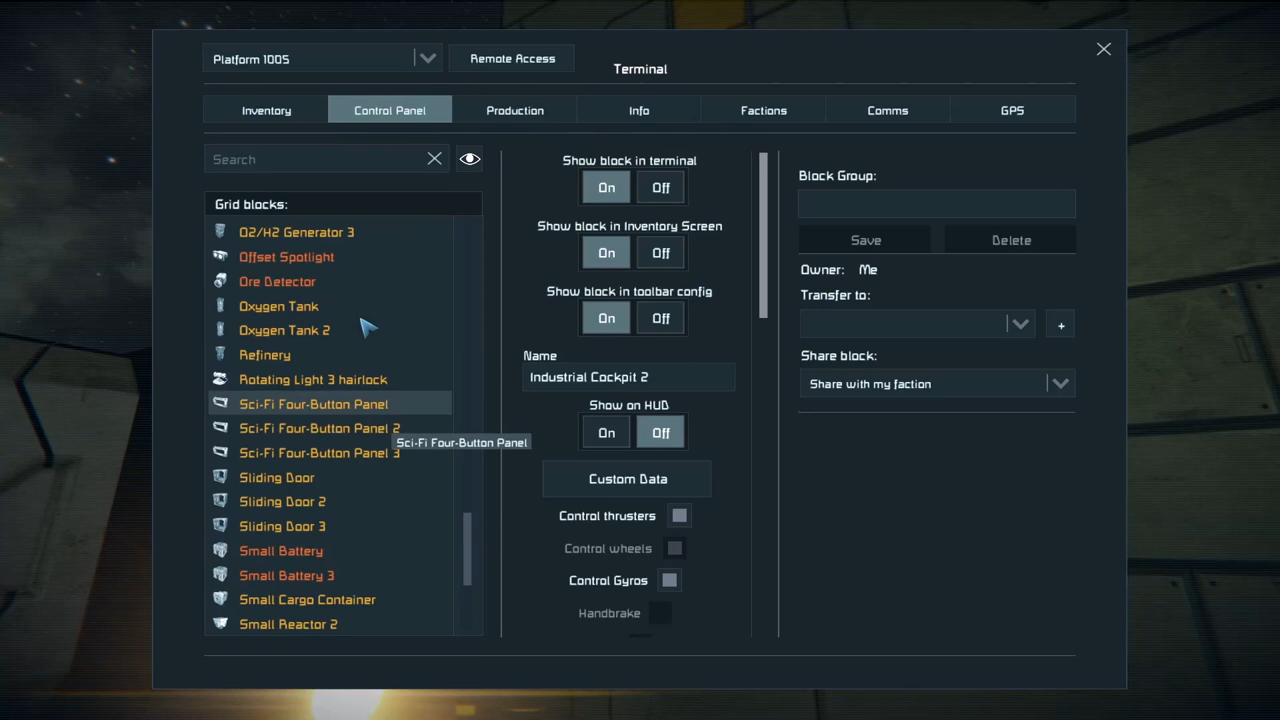 Platform 1005
Remote Access
Terminal
Inventory
Control Panel
Production
Info
Factions
Comms
GPS
Search
Grid blocks:
O2/H2 Generator 3
Offset Spotlight
Ore Detector
Oxygen Tank
Oxygen Tank 2
Refinery
Rotating Light 3 hairlock
Sci-Fi Four-Button Panel
Sci-Fi Four-Button Panel 2
Sci-Fi Four-Button Panel
Sci-Fi Four-Button Panel 3
Sliding Door
Sliding Door 2
Sliding Door 3
Small Battery
Small Battery 3
Small Cargo Container
Small Reactor 2
Show block in terminal
On Off
Show block in Inventory Screen
On Off
Show block in toolbar config
On Off
Name
Industrial Cockpit 2
Show on HUD
On Off
Custom Data
Control thrusters
Control wheels
Control Gyros
Handbrake
Block Group:
Save
Delete
Owner: Me
Transfer to:
+
Share block:
Share with my faction